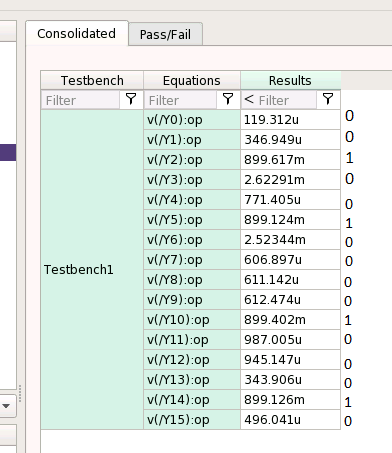 Consolidated Pass/Fail
Testbench Equations Results
Filter Filter < Filter
v(/Y0):op 119.312u 0
v(/Y1):op 346.949u 0
v(/Y2):op 899.617m 1
v(/Y3):op 2.62291m 0
v(/Y4):op 771.405u 0
v(/Y5):op 899.124m 1
v(/Y6):op 2.52344m 0
v(/Y7):op 606.897u 0
Testbench1 v(/Y8):op 611.142u 0
v(/Y9):op 612.474u 0
v(/Y10):op 899.402m 1
v(/Y11):op 987.005u 0
v(/Y12):op 945.147u 0
v(/Y13):op 343.906u 0
v(/Y14):op 899.126m 1
v(/Y15):op 496.041u 0